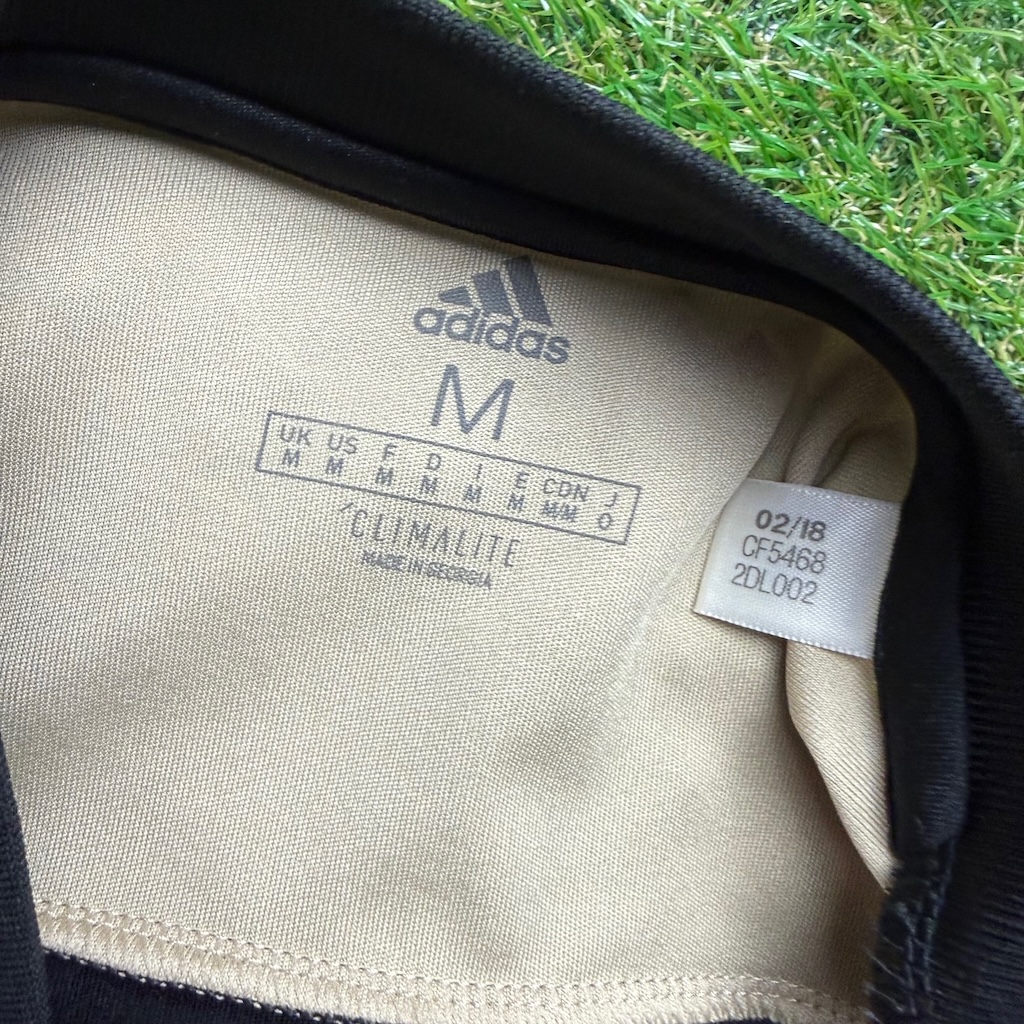 adidas
M
UK US F D I E CDN J
M M M M M M M/M O
CLIMALITE
MADE IN GEORGIA
02/18
CF5468
2DL002